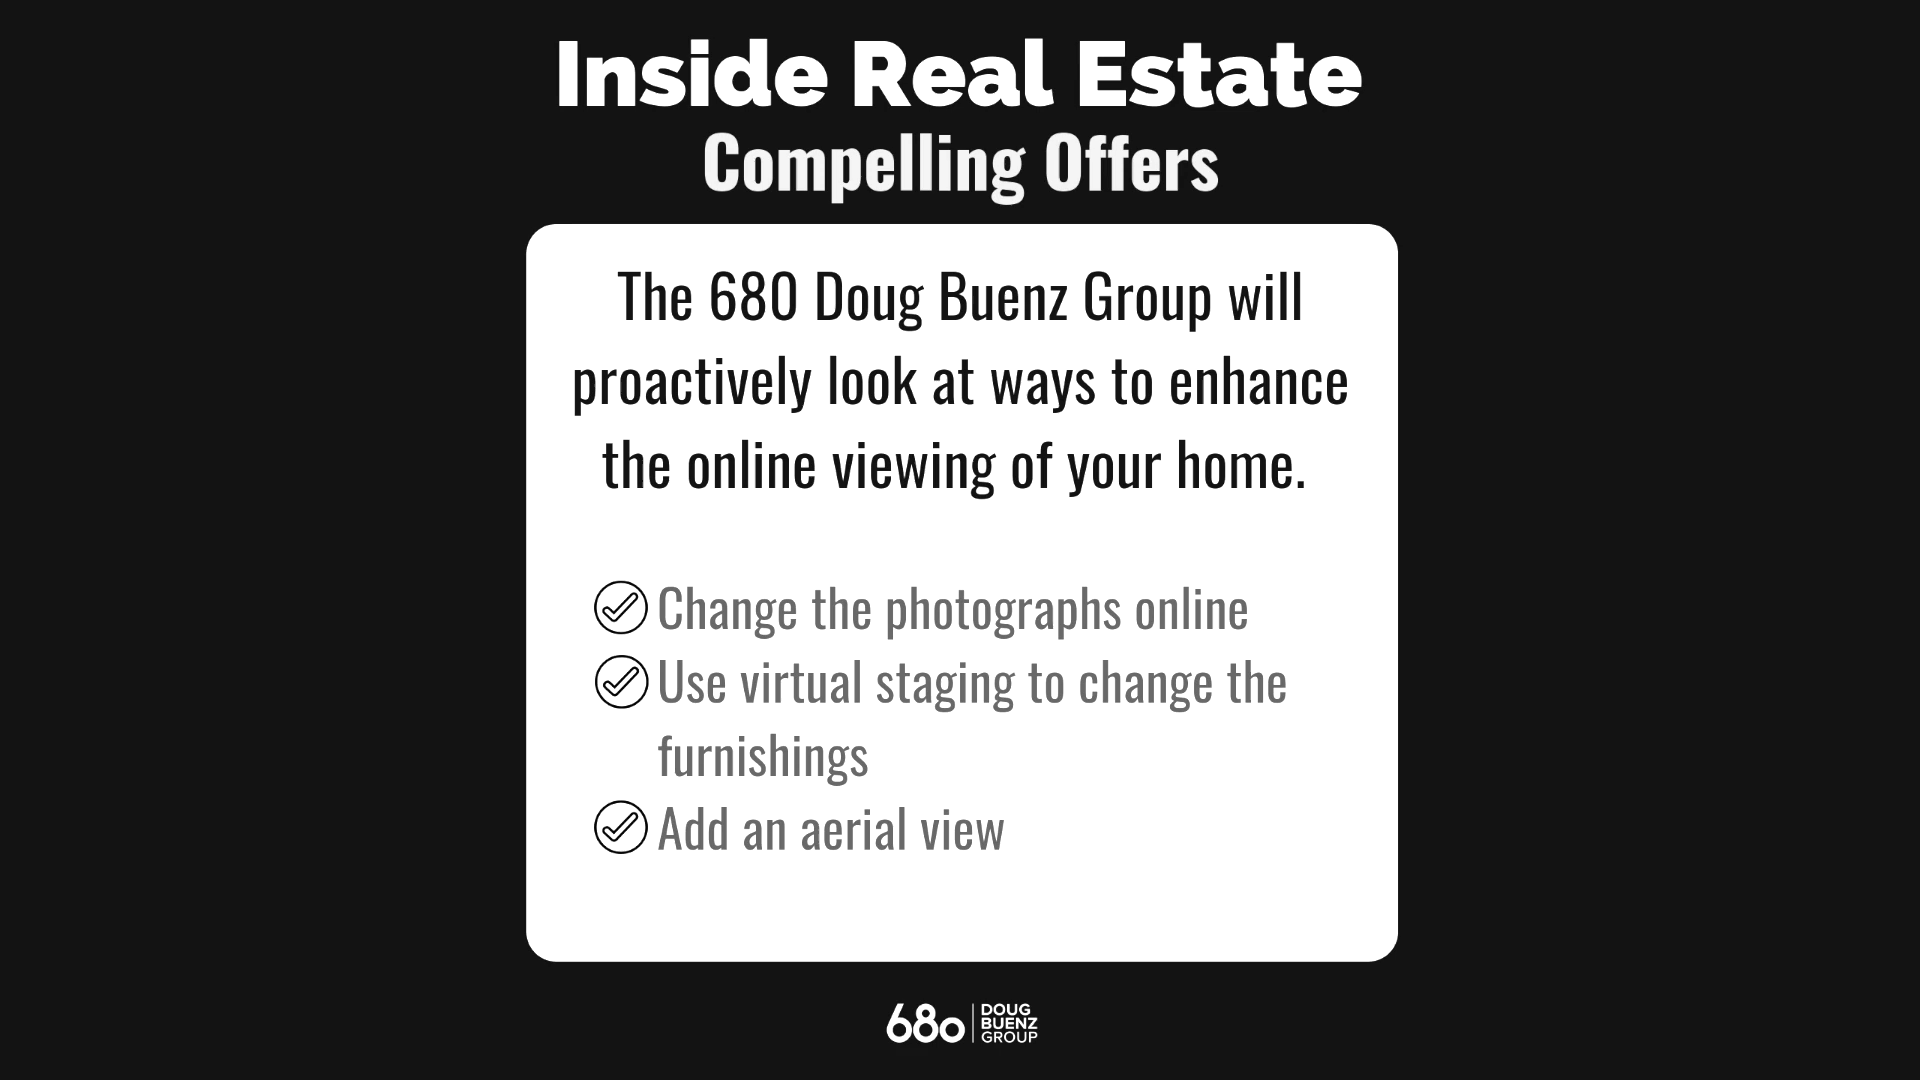 Inside Real Estate
Compelling Offers
The 680 Doug Buenz Group will
proactively look at ways to enhance
the online viewing of your home.
Change the photographs online
Use virtual staging to change the
furnishings
Add an aerial view
680
DOUG
BUENZ
GROUP